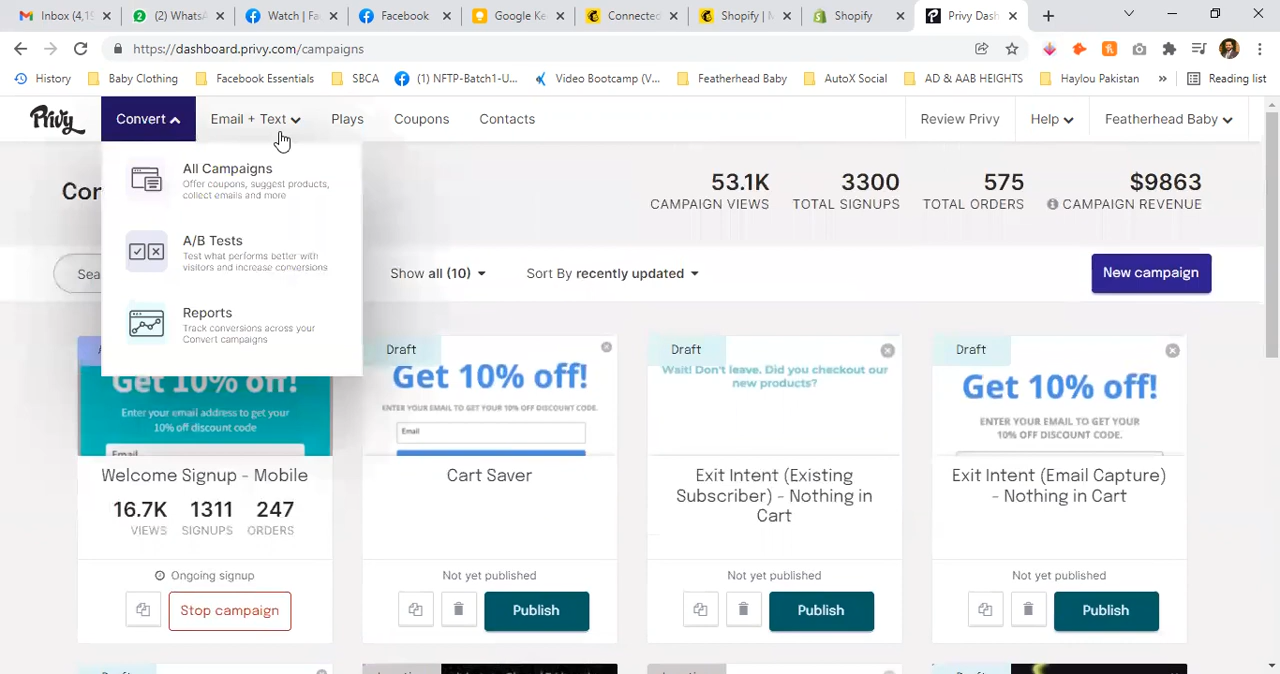 Inbox (4,19
WhatsA
Watch | Fa
Facebook
Google Ke
Connected
Shopify | M
Shopify
Privy Dash
https://dashboard.privy.com/campaigns
History
Baby Clothing
Facebook Essentials
SBCA
(1) NFTP-Batch1-U...
Video Bootcamp (V...
Featherhead Baby
AutoX Social
AD & AAB HEIGHTS
Haylou Pakistan
»
Reading list
Privy
Convert
Email + Text
Plays
Coupons
Contacts
Review Privy
Help
Featherhead Baby
All Campaigns
Offer coupons, suggest products,
collect emails and more
A/B Tests
Test what performs better with
visitors and increase conversions
Reports
Track conversions across your
Convert campaigns
Con
53.1K
CAMPAIGN VIEWS
3300
TOTAL SIGNUPS
575
TOTAL ORDERS
$9863
CAMPAIGN REVENUE
Sea
Show all (10)
Sort By recently updated
New campaign
Get 10% off!
Enter your email address to get your
10% off discount code
Email
Welcome Signup - Mobile
16.7K
VIEWS
1311
SIGNUPS
247
ORDERS
Ongoing signup
Stop campaign
Draft
Get 10% off!
ENTER YOUR EMAIL TO GET YOUR 10% OFF DISCOUNT CODE.
Email
Cart Saver
Not yet published
Publish
Draft
Wait! Don't leave. Did you checkout our
new products?
Exit Intent (Existing
Subscriber) - Nothing in
Cart
Not yet published
Publish
Draft
Get 10% off!
ENTER YOUR EMAIL TO GET YOUR
10% OFF DISCOUNT CODE.
Exit Intent (Email Capture)
- Nothing in Cart
Not yet published
Publish